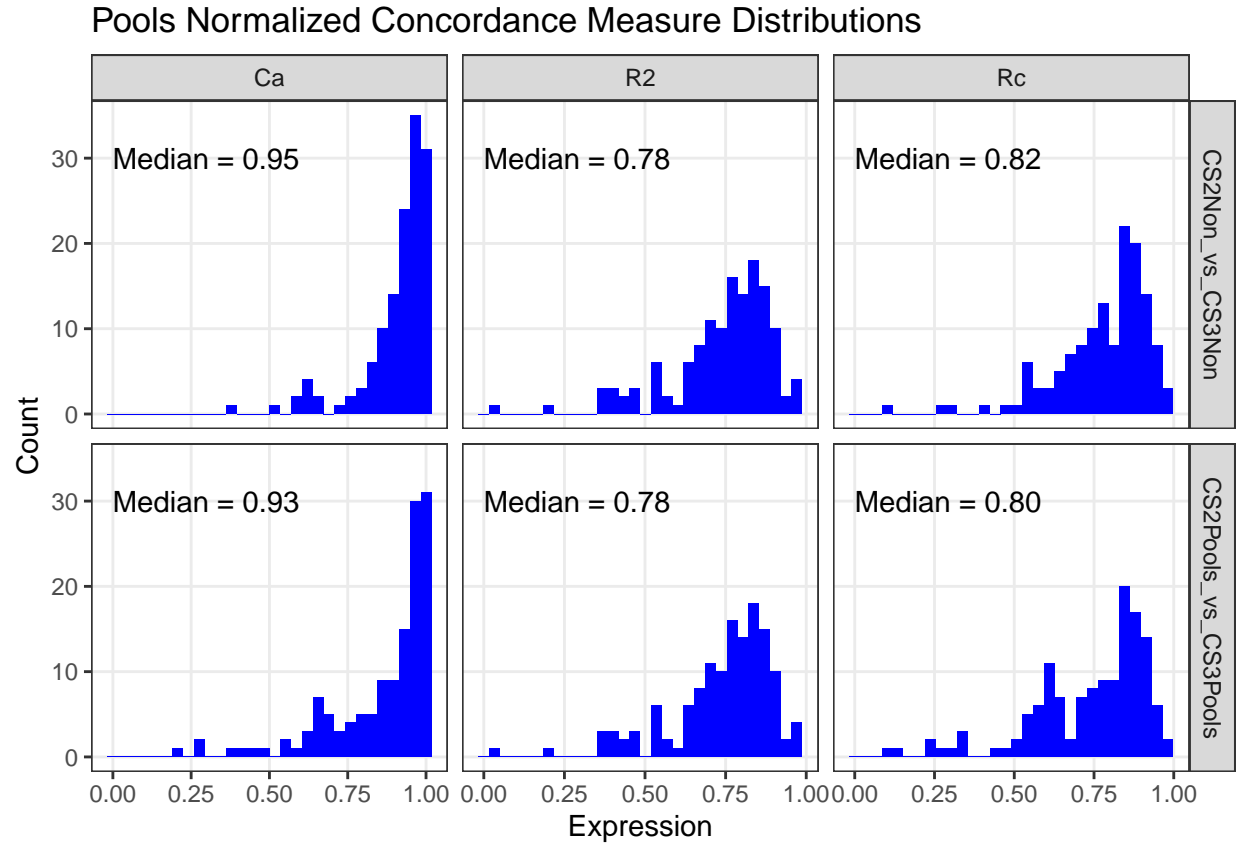 Pools Normalized Concordance Measure Distributions
Ca
R2
Rc
Median = 0.95
Median = 0.78
Median = 0.82
CS2Non_vs_CS3Non
30
20
10
0
Count
Median = 0.93
Median = 0.78
Median = 0.80
CS2Pools_vs_CS3Pools
30
20
10
0
0.00 0.25 0.50 0.75 1.00
0.00 0.25 0.50 0.75 1.00
0.00 0.25 0.50 0.75 1.00
Expression